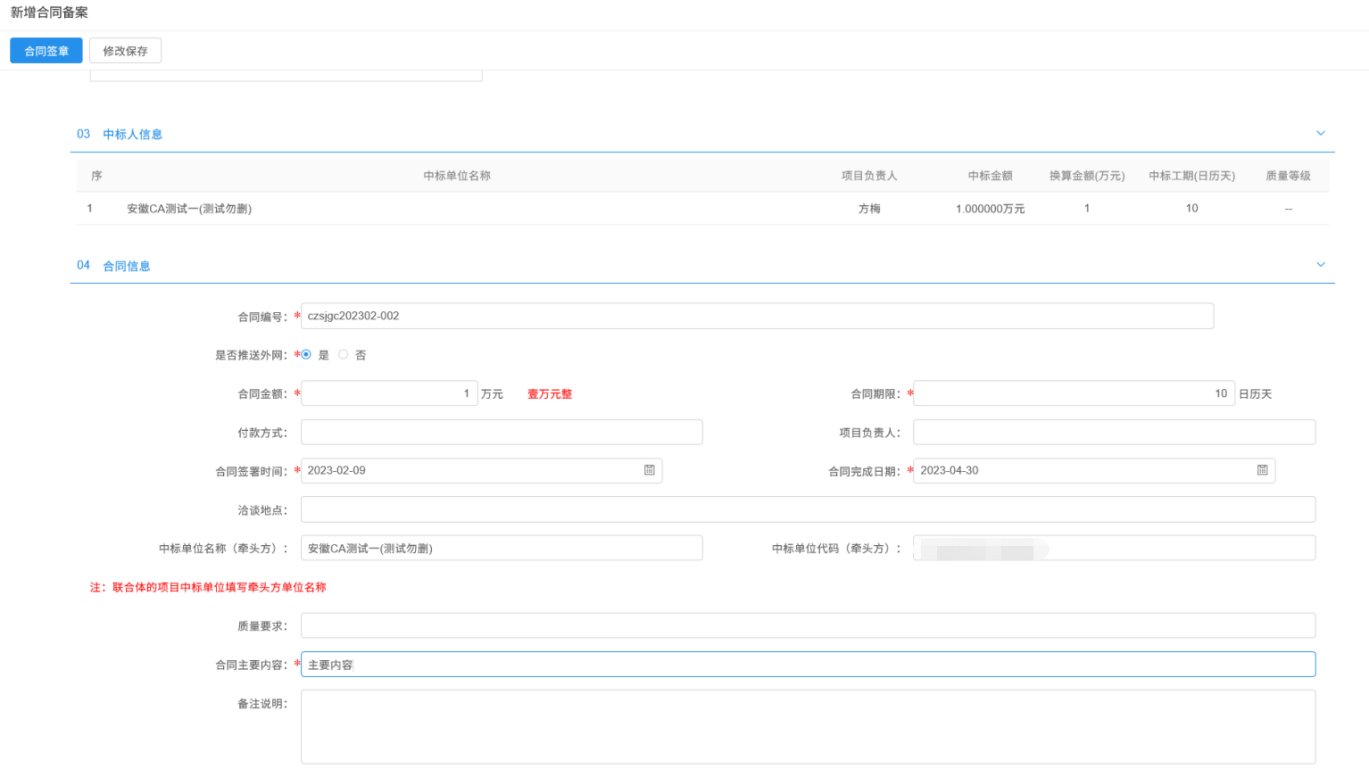 新增合同备案
合同签章 修改保存
03 中标人信息
序 中标单位名称 项目负责人 中标金额 换算金额(万元) 中标工期(日历天) 质量等级
1 安徽CA测试一(测试勿删) 方梅 1.000000万元 1 10 --
04 合同信息
合同编号：*czsjgc202302-002
是否推送外网：* 是 否
合同金额：* 1 万元 壹万元整 合同期限：* 10 日历天
付款方式： 项目负责人：
合同签署时间：* 2023-02-09 合同完成日期：* 2023-04-30
洽谈地点：
中标单位名称（牵头方）： 安徽CA测试一(测试勿删) 中标单位代码（牵头方）：
注：联合体的项目中标单位填写牵头方单位名称
质量要求：
合同主要内容：* 主要内容
备注说明：